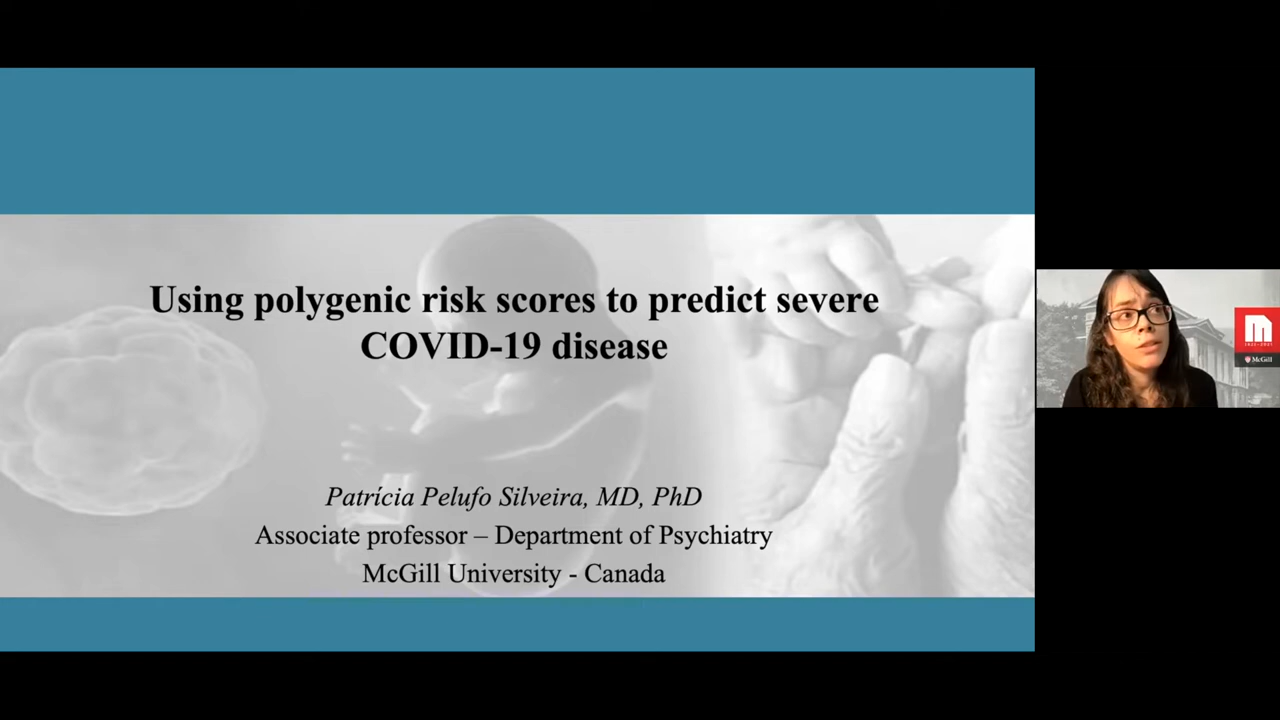 Using polygenic risk scores to predict severe
COVID-19 disease
Patrícia Pelufo Silveira, MD, PhD
Associate professor – Department of Psychiatry
McGill University - Canada
McGill